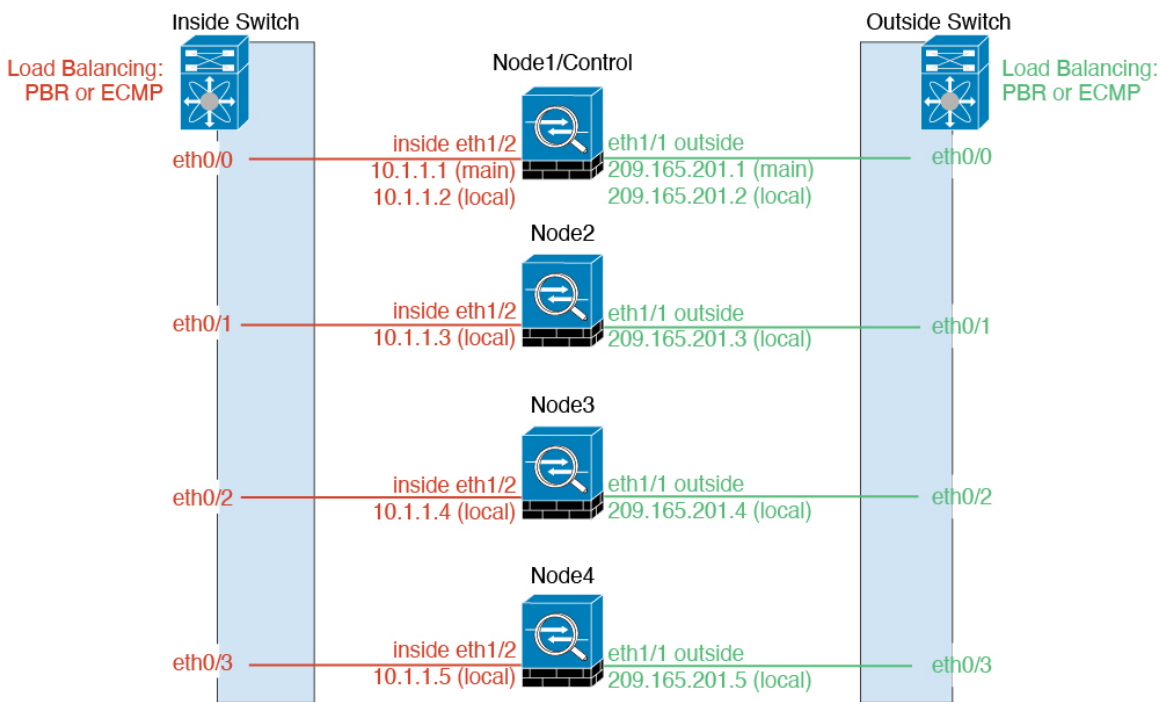 Inside Switch
Outside Switch
Load Balancing:
PBR or ECMP
Node1/Control
Load Balancing:
PBR or ECMP
eth0/0
inside eth1/2
10.1.1.1 (main)
10.1.1.2 (local)
eth1/1 outside
209.165.201.1 (main)
209.165.201.2 (local)
eth0/0
Node2
eth0/1
inside eth1/2
10.1.1.3 (local)
eth1/1 outside
209.165.201.3 (local)
eth0/1
Node3
eth0/2
inside eth1/2
10.1.1.4 (local)
eth1/1 outside
209.165.201.4 (local)
eth0/2
Node4
eth0/3
inside eth1/2
10.1.1.5 (local)
eth1/1 outside
209.165.201.5 (local)
eth0/3